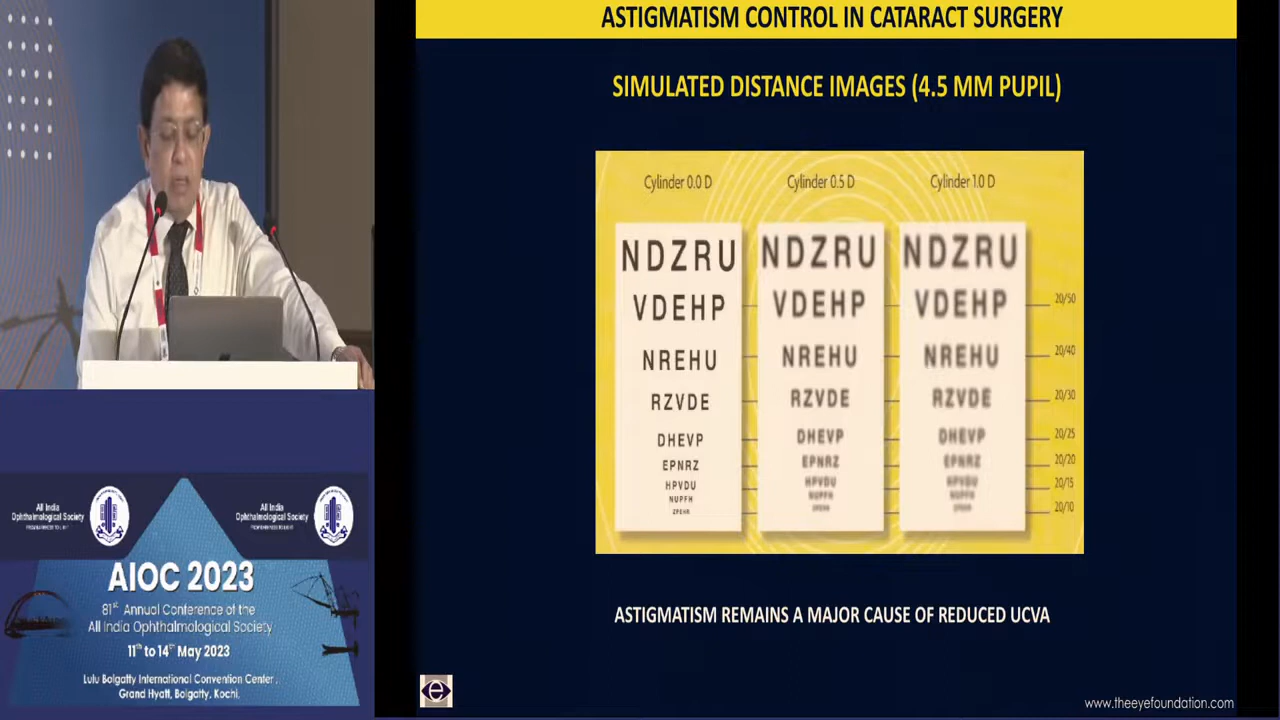 ASTIGMATISM CONTROL IN CATARACT SURGERY
SIMULATED DISTANCE IMAGES (4.5 MM PUPIL)
Cylinder 0.0 D
Cylinder 0.5 D
Cylinder 1.0 D
NDZRU
NDZRU
NDZRU
VDEHP
VDEHP
VDEHP
20/50
NREHU
NREHU
NREHU
20/40
RZVDE
RZVDE
RZVDE
20/30
DHEVP
DHEVP
DHEVP
20/25
EPNRZ
EPNRZ
EPNRZ
20/20
HPVDU
HPVDU
20/15
NUPFH
NUPFH
20/10
ASTIGMATISM REMAINS A MAJOR CAUSE OF REDUCED UCVA
e
www.theeyefoundation.com
All India
Ophthalmological Society
All India
Ophthalmological Society
AIOC 2023
81st Annual Conference of the
All India Ophthalmological Society
11th to 14th May 2023
Lulu Bolgatty International Convention Center,
Grand Hyatt, Bolgatty, Kochi.